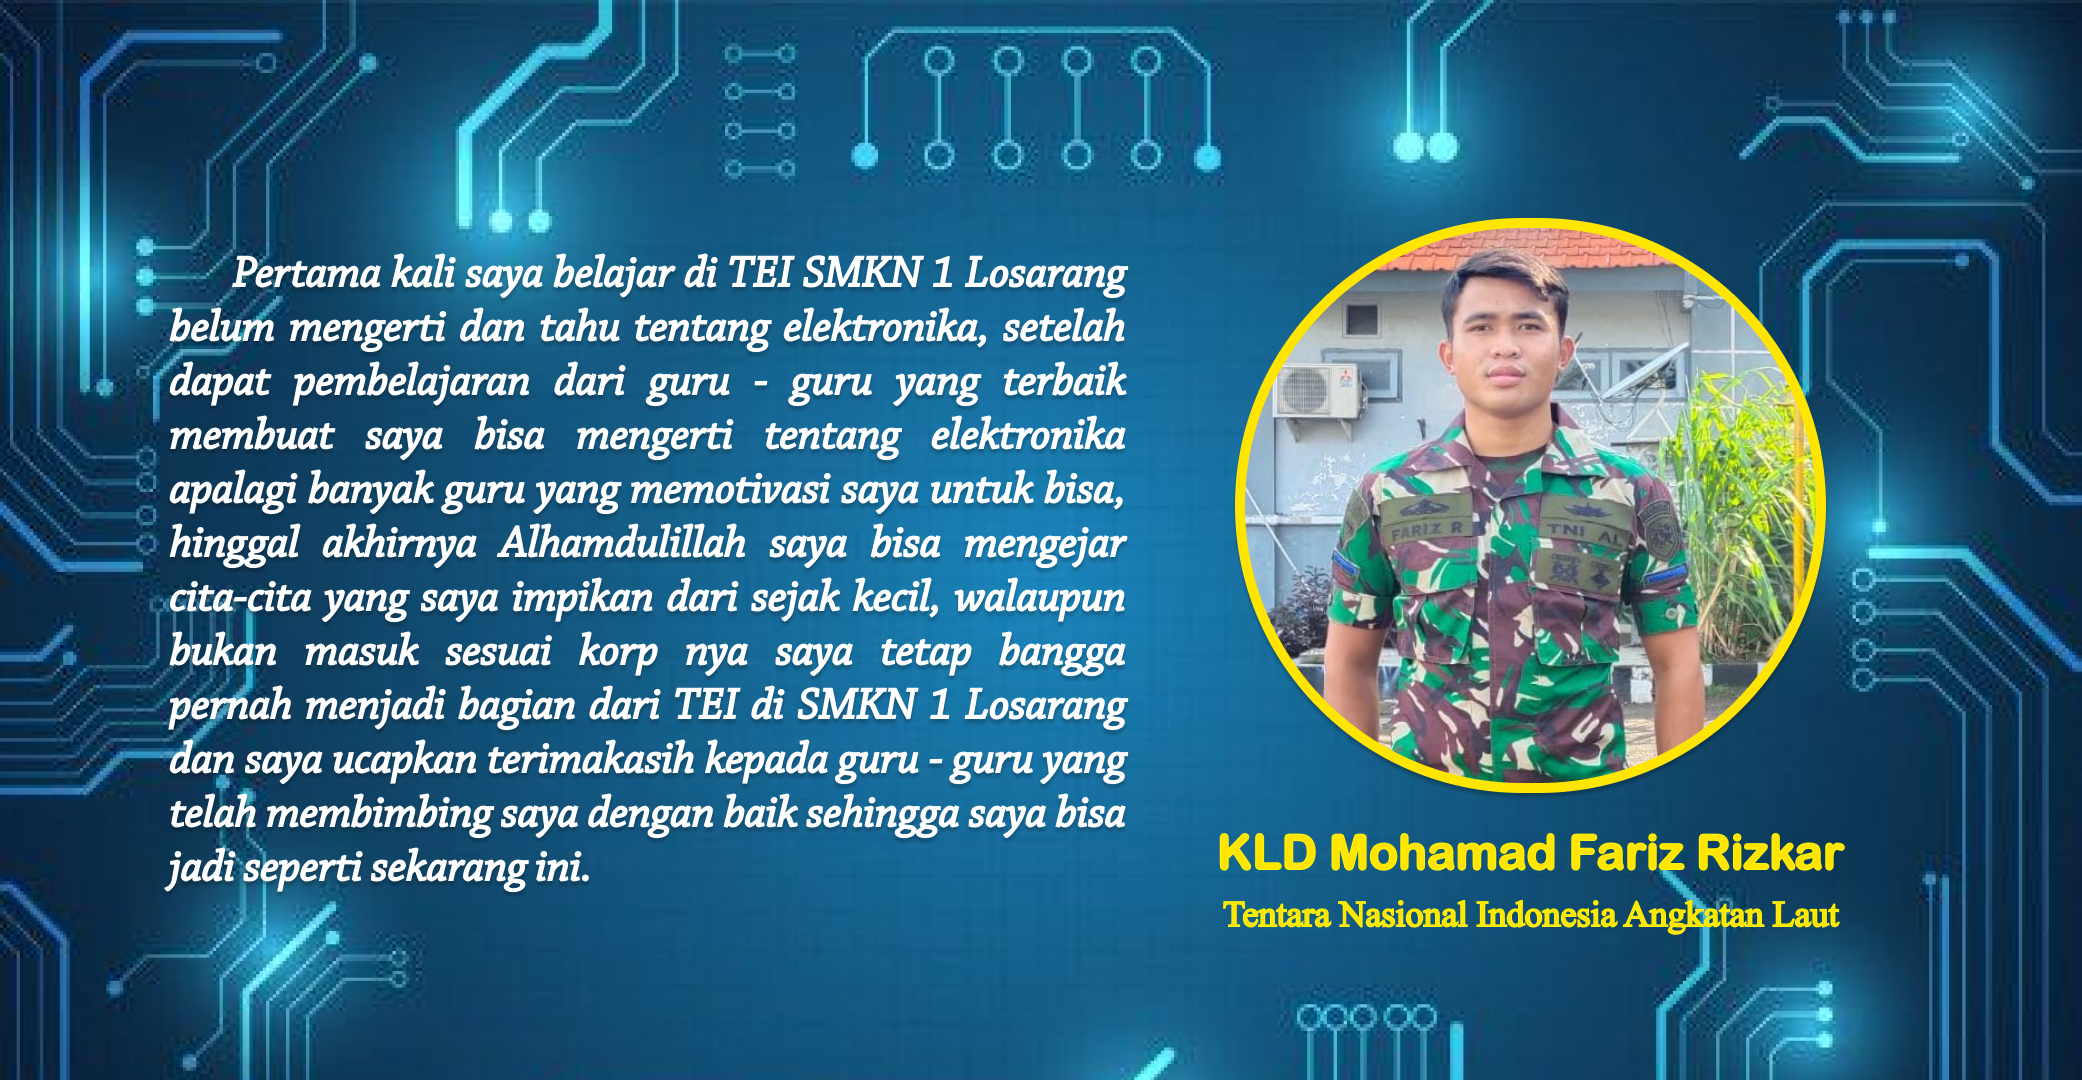 Pertama kali saya belajar di TEI SMKN 1 Losarang
belum mengerti dan tahu tentang elektronika, setelah
dapat pembelajaran dari guru - guru yang terbaik
membuat saya bisa mengerti tentang elektronika
apalagi banyak guru yang memotivasi saya untuk bisa,
hinggal akhirnya Alhamdulillah saya bisa mengejar
cita-cita yang saya impikan dari sejak kecil, walaupun
bukan masuk sesuai korp nya saya tetap bangga
pernah menjadi bagian dari TEI di SMKN 1 Losarang
dan saya ucapkan terimakasih kepada guru - guru yang
telah membimbing saya dengan baik sehingga saya bisa
jadi seperti sekarang ini.
FARIZ R
TNI AL
KLD Mohamad Fariz Rizkar
Tentara Nasional Indonesia Angkatan Laut